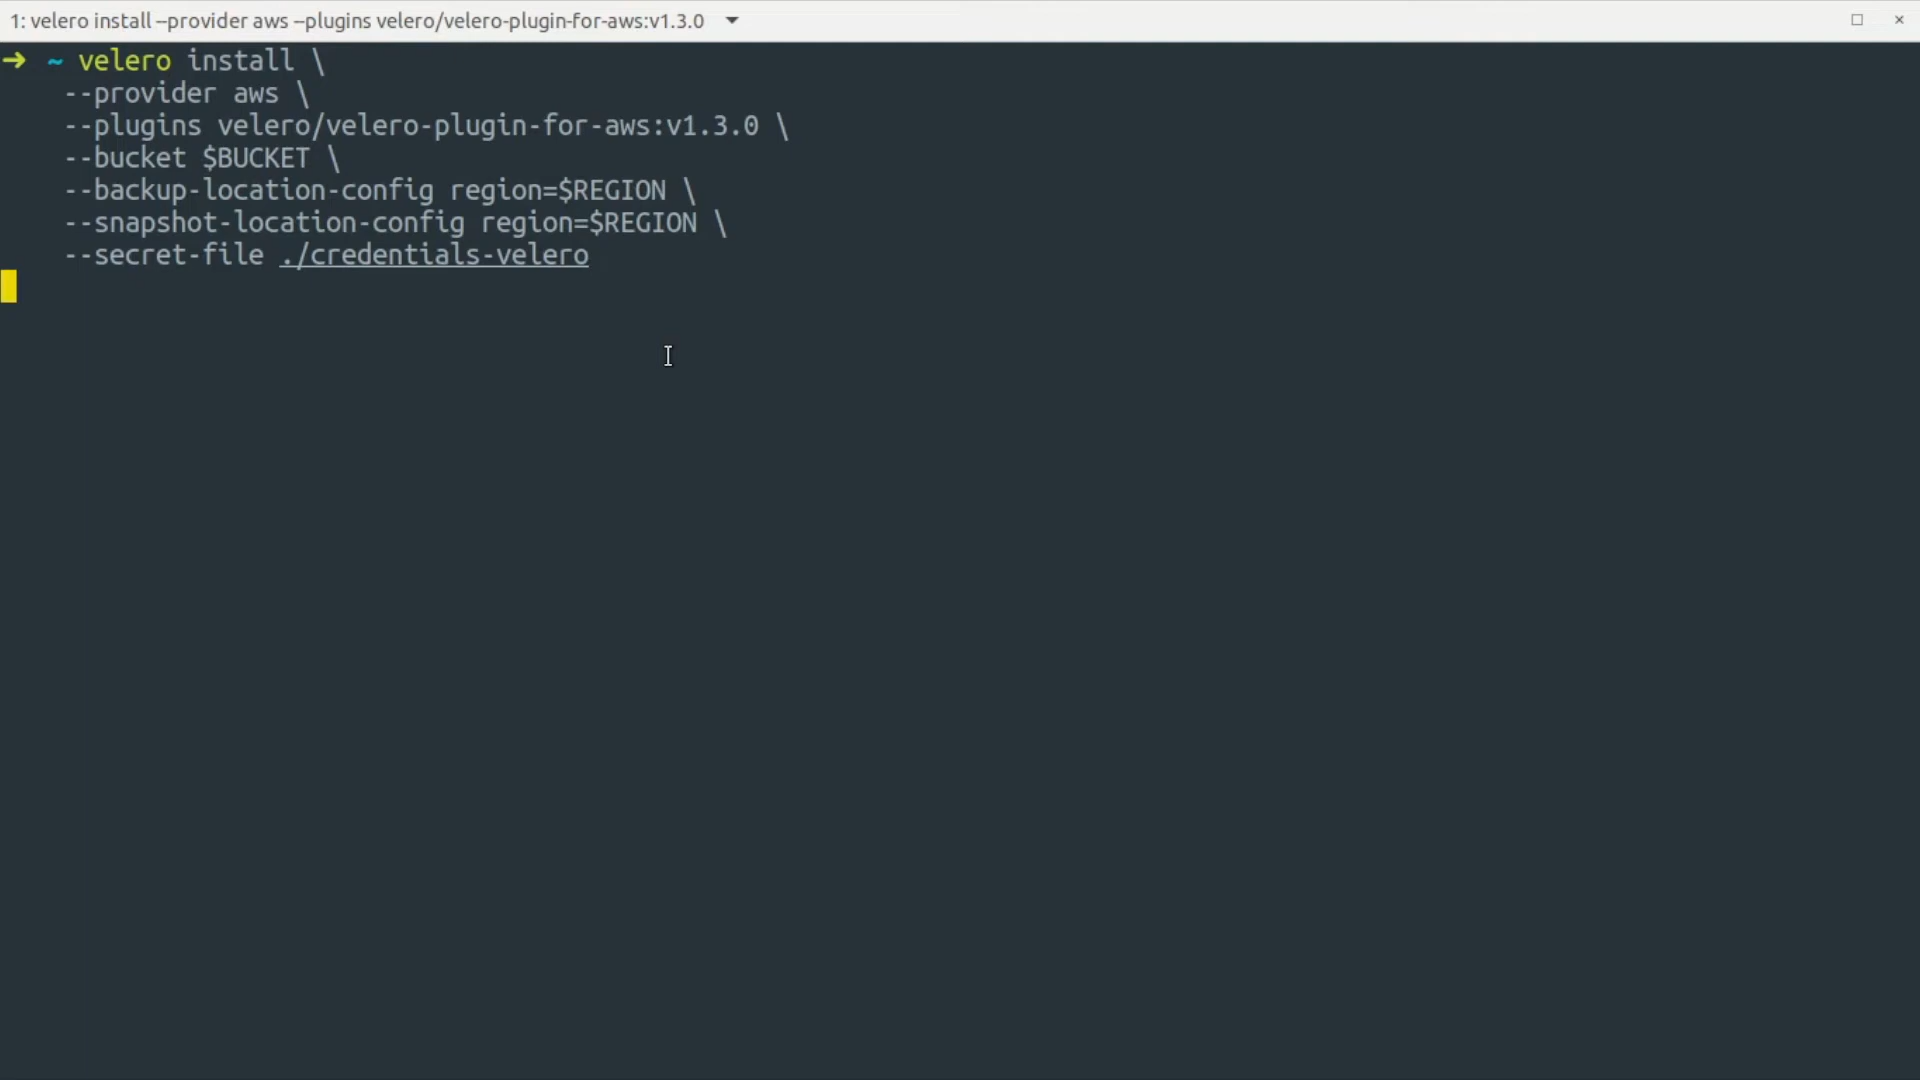 1: velero install --provider aws --plugins velero/velero-plugin-for-aws:v1.3.0
➜ ~ velero install \
--provider aws \
--plugins velero/velero-plugin-for-aws:v1.3.0 \
--bucket $BUCKET \
--backup-location-config region=$REGION \
--snapshot-location-config region=$REGION \
--secret-file ./credentials-velero